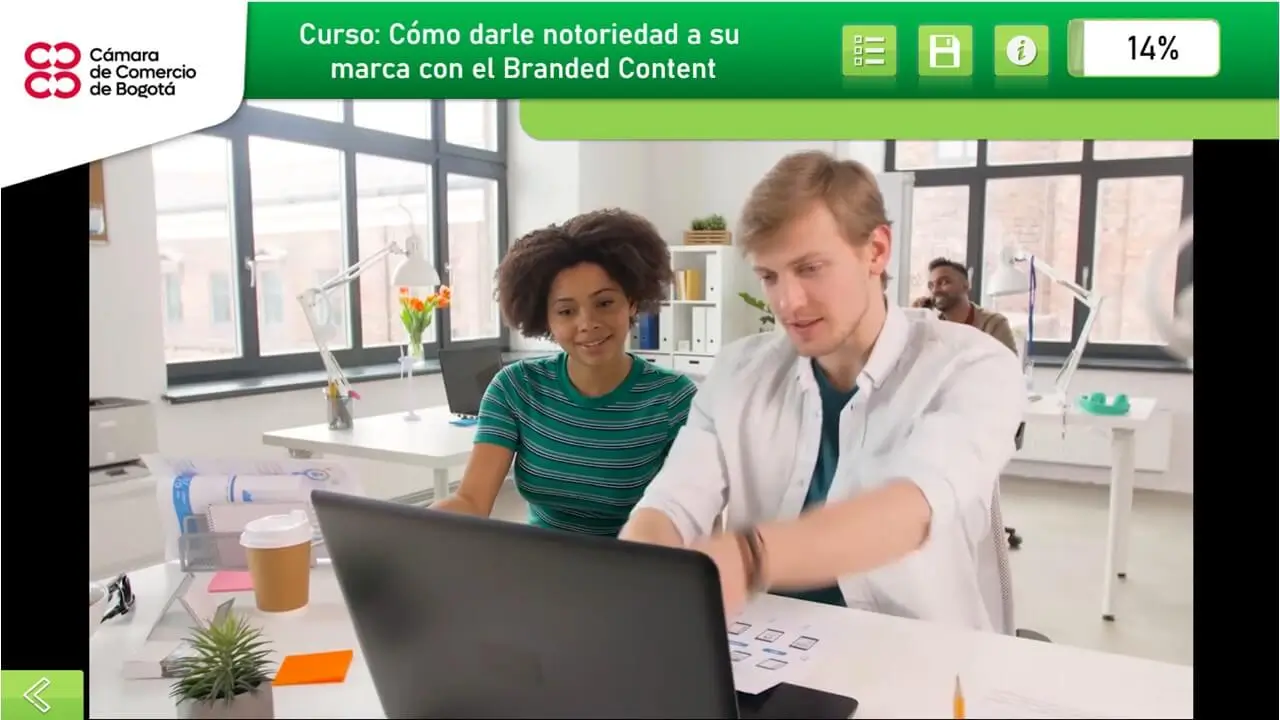 Cámara
de Comercio
de Bogotá
Curso: Cómo darle notoriedad a su
marca con el Branded Content
14%